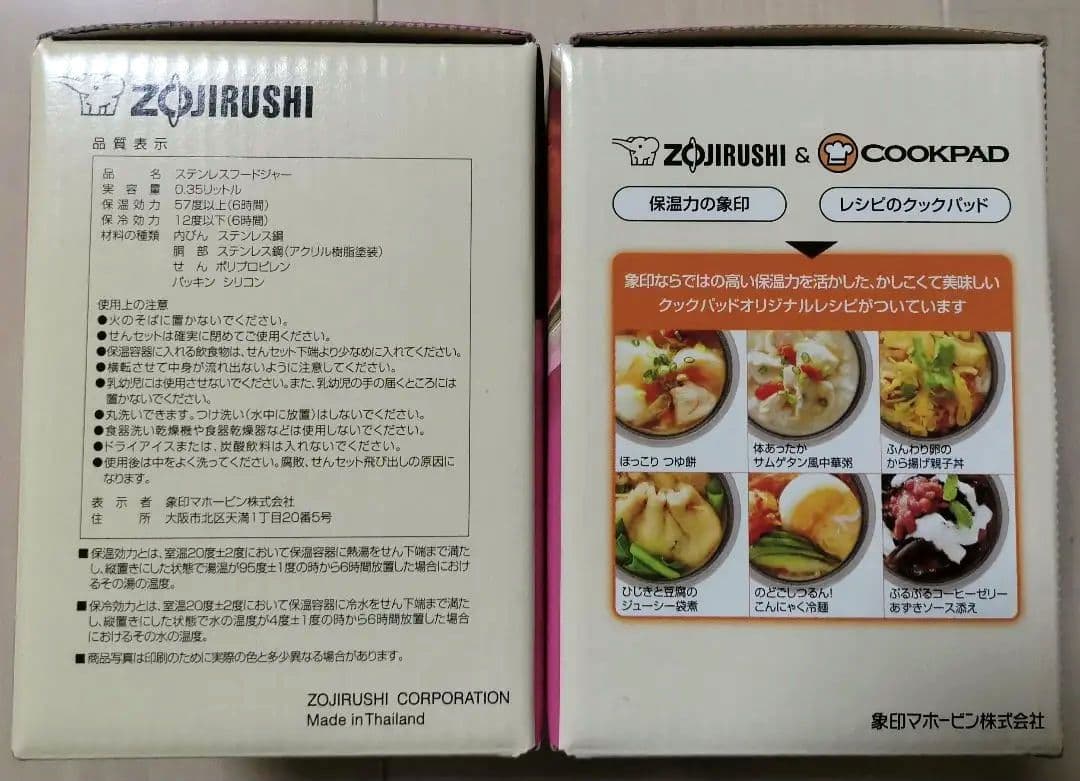 ZOJIRUSHI
品質表示
品名 ステンレスフードジャー
実容量 0.35リットル
保温効力 57度以上(6時間)
保冷効力 12度以下(6時間)
材料の種類 内びん ステンレス鋼
胴部 ステンレス鋼(アクリル樹脂塗装)
せん ポリプロピレン
パッキン シリコン
使用上の注意
●火のそばに置かないでください。
●せんセットは確実に閉めてご使用ください。
●保温容器に入れる飲食物は、せんセット下端より少なめに入れてください。
●横転させて中身が流れ出ないように注意してください。
●乳幼児には使用させないでください。また、乳幼児の手の届くところには
置かないでください。
●丸洗いできます。つけ洗い(水中に放置)はしないでください。
●食器洗い乾燥機や食器乾燥器などは使用しないでください。
●ドライアイスまたは、炭酸飲料は入れないでください。
●使用後は中をよく洗ってください。腐敗、せんセット飛び出しの原因に
なります。
表示者 象印マホービン株式会社
住所 大阪市北区天満1丁目20番5号
■保温効力とは、室温20度±2度において保温容器に熱湯をせん下端まで満た
し、縦置きにした状態で湯温が95度±1度の時から6時間放置した場合におけ
るその湯の温度。
■保冷効力とは、室温20度±2度において保温容器に冷水をせん下端まで満た
し、縦置きにした状態で水の温度が4度±1度の時から6時間放置した場合
におけるその水の温度。
■商品写真は印刷のために実際の色と多少異なる場合があります。
ZOJIRUSHI CORPORATION
Made in Thailand
ZOJIRUSHI & COOKPAD
保温力の象印 レシピのクックパッド
象印ならではの高い保温力を活かした、かしこくて美味しい
クックパッドオリジナルレシピがついています
ほっこり つゆ餅
体あったか
サムゲタン風中華粥
ふんわり卵の
から揚げ親子丼
ひじきと豆腐の
ジューシー袋煮
のどごしつるん!
こんにゃく冷麺
ぷるぷるコーヒーゼリー
あずきソース添え
象印マホービン株式会社